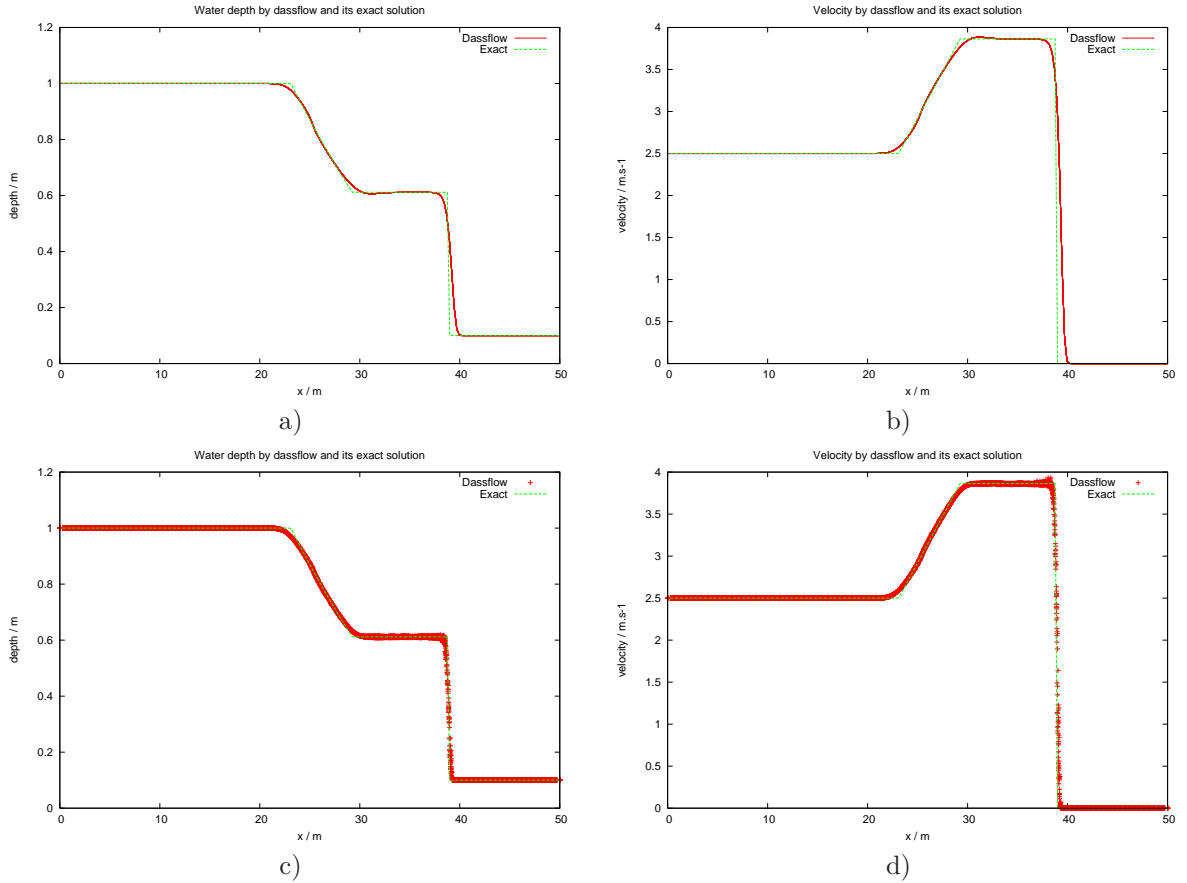 Water depth by dassflow and its exact solution
Dassflow
Exact
1.2
1
0.8
0.6
0.4
0.2
0
depth / m
0 10 20 30 40 50
x / m
a)
Velocity by dassflow and its exact solution
Dassflow
Exact
4
3.5
3
2.5
2
1.5
1
0.5
0
velocity / m.s-1
0 10 20 30 40 50
x / m
b)
Water depth by dassflow and its exact solution
Dassflow
Exact
1.2
1
0.8
0.6
0.4
0.2
0
depth / m
0 10 20 30 40 50
x / m
c)
Velocity by dassflow and its exact solution
Dassflow
Exact
4
3.5
3
2.5
2
1.5
1
0.5
0
velocity / m.s-1
0 10 20 30 40 50
x / m
d)